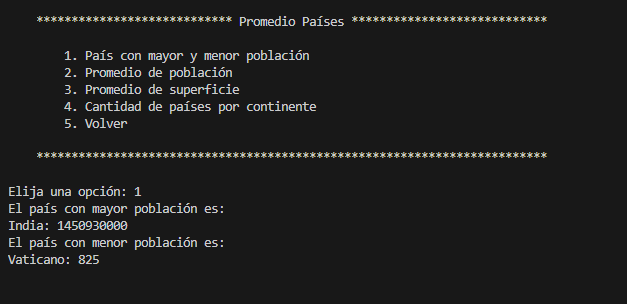 **************************** Promedio Países ****************************
1. País con mayor y menor población
2. Promedio de población
3. Promedio de superficie
4. Cantidad de países por continente
5. Volver
*************************************************************************
Elija una opción: 1
El país con mayor población es:
India: 1450930000
El país con menor población es:
Vaticano: 825